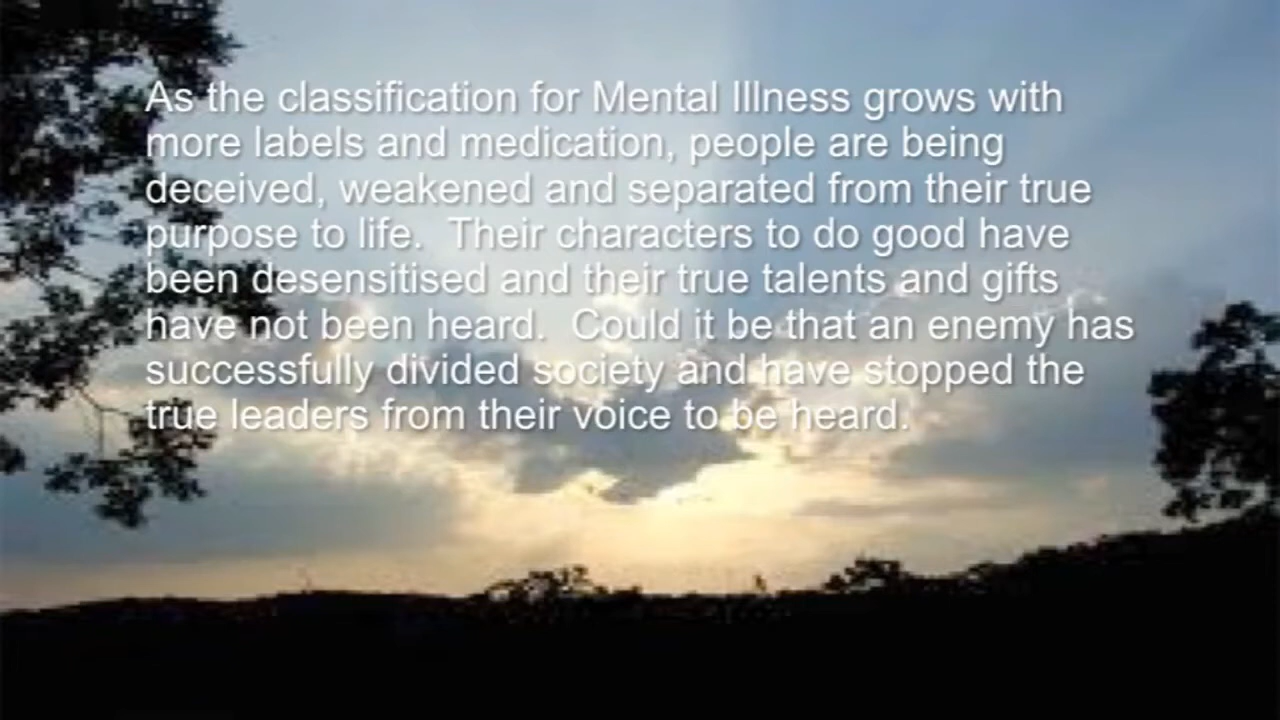 As the classification for Mental Illness grows with
more labels and medication, people are being
deceived, weakened and separated from their true
purpose to life.  Their characters to do good have
been desensitised and their true talents and gifts
have not been heard.  Could it be that an enemy has
successfully divided society and have stopped the
true leaders from their voice to be heard.